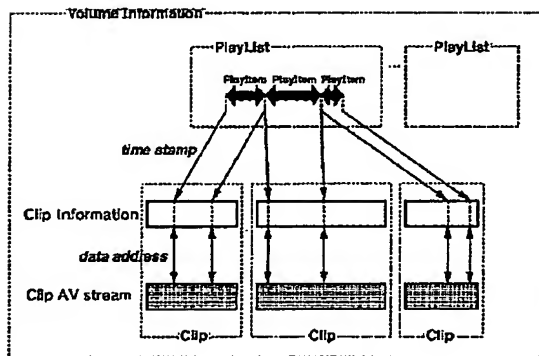 Volume Information
PlayList
PlayList
...
PlayItem PlayItem PlayItem
time stamp
Clip Information
data address
Clip AV stream
Clip
Clip
Clip